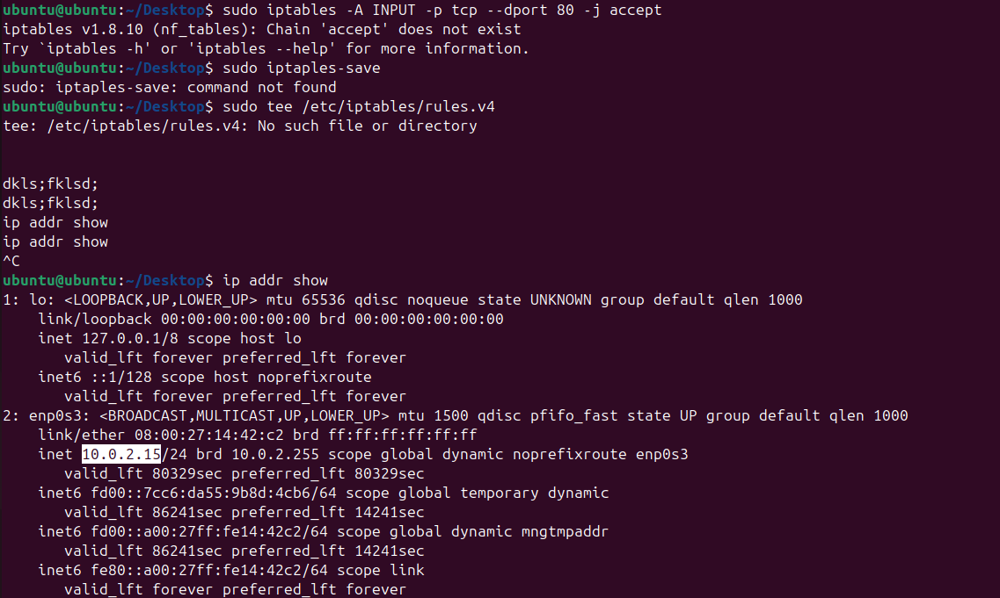 ubuntu@ubuntu:~/Desktop$ sudo iptables -A INPUT -p tcp --dport 80 -j accept
iptables v1.8.10 (nf_tables): Chain 'accept' does not exist
Try `iptables -h' or 'iptables --help' for more information.
ubuntu@ubuntu:~/Desktop$ sudo iptaples-save
sudo: iptaples-save: command not found
ubuntu@ubuntu:~/Desktop$ sudo tee /etc/iptables/rules.v4
tee: /etc/iptables/rules.v4: No such file or directory
dkls;fklsd;
dkls;fklsd;
ip addr show
ip addr show
^C
ubuntu@ubuntu:~/Desktop$ ip addr show
1: lo: <LOOPBACK,UP,LOWER_UP> mtu 65536 qdisc noqueue state UNKNOWN group default qlen 1000
    link/loopback 00:00:00:00:00:00 brd 00:00:00:00:00:00
    inet 127.0.0.1/8 scope host lo
       valid_lft forever preferred_lft forever
    inet6 ::1/128 scope host noprefixroute
       valid_lft forever preferred_lft forever
2: enp0s3: <BROADCAST,MULTICAST,UP,LOWER_UP> mtu 1500 qdisc pfifo_fast state UP group default qlen 1000
    link/ether 08:00:27:14:42:c2 brd ff:ff:ff:ff:ff:ff
    inet 10.0.2.15/24 brd 10.0.2.255 scope global dynamic noprefixroute enp0s3
       valid_lft 80329sec preferred_lft 80329sec
    inet6 fd00::7cc6:da55:9b8d:4cb6/64 scope global temporary dynamic
       valid_lft 86241sec preferred_lft 14241sec
    inet6 fd00::a00:27ff:fe14:42c2/64 scope global dynamic mngtmpaddr
       valid_lft 86241sec preferred_lft 14241sec
    inet6 fe80::a00:27ff:fe14:42c2/64 scope link
       valid_lft forever preferred_lft forever